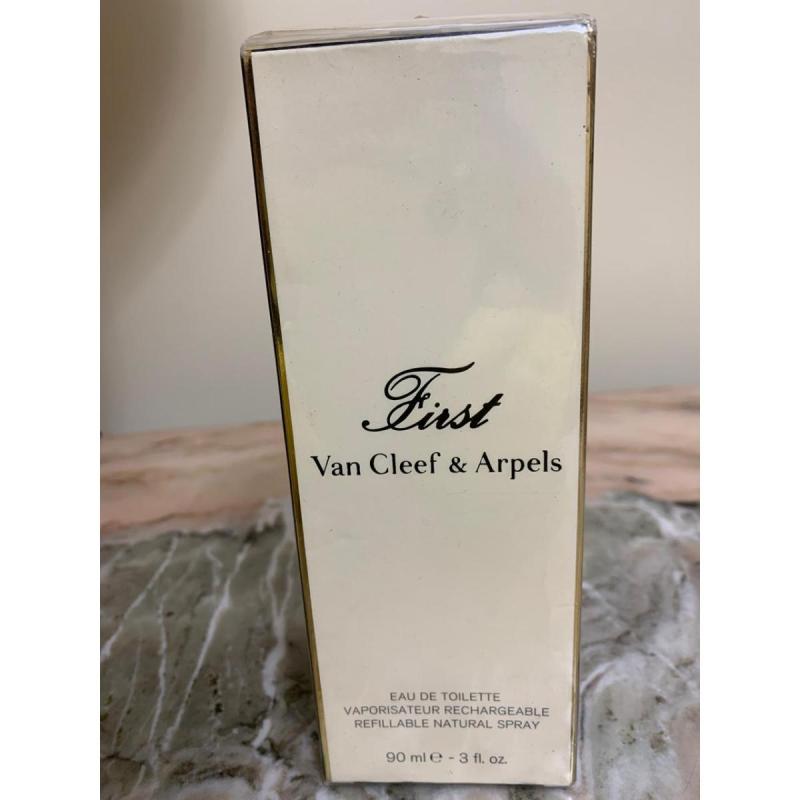 First
Van Cleef & Arpels
EAU DE TOILETTE
VAPORISATEUR RECHARGEABLE
REFILLABLE NATURAL SPRAY
90 ml ℮ - 3 fl. oz.